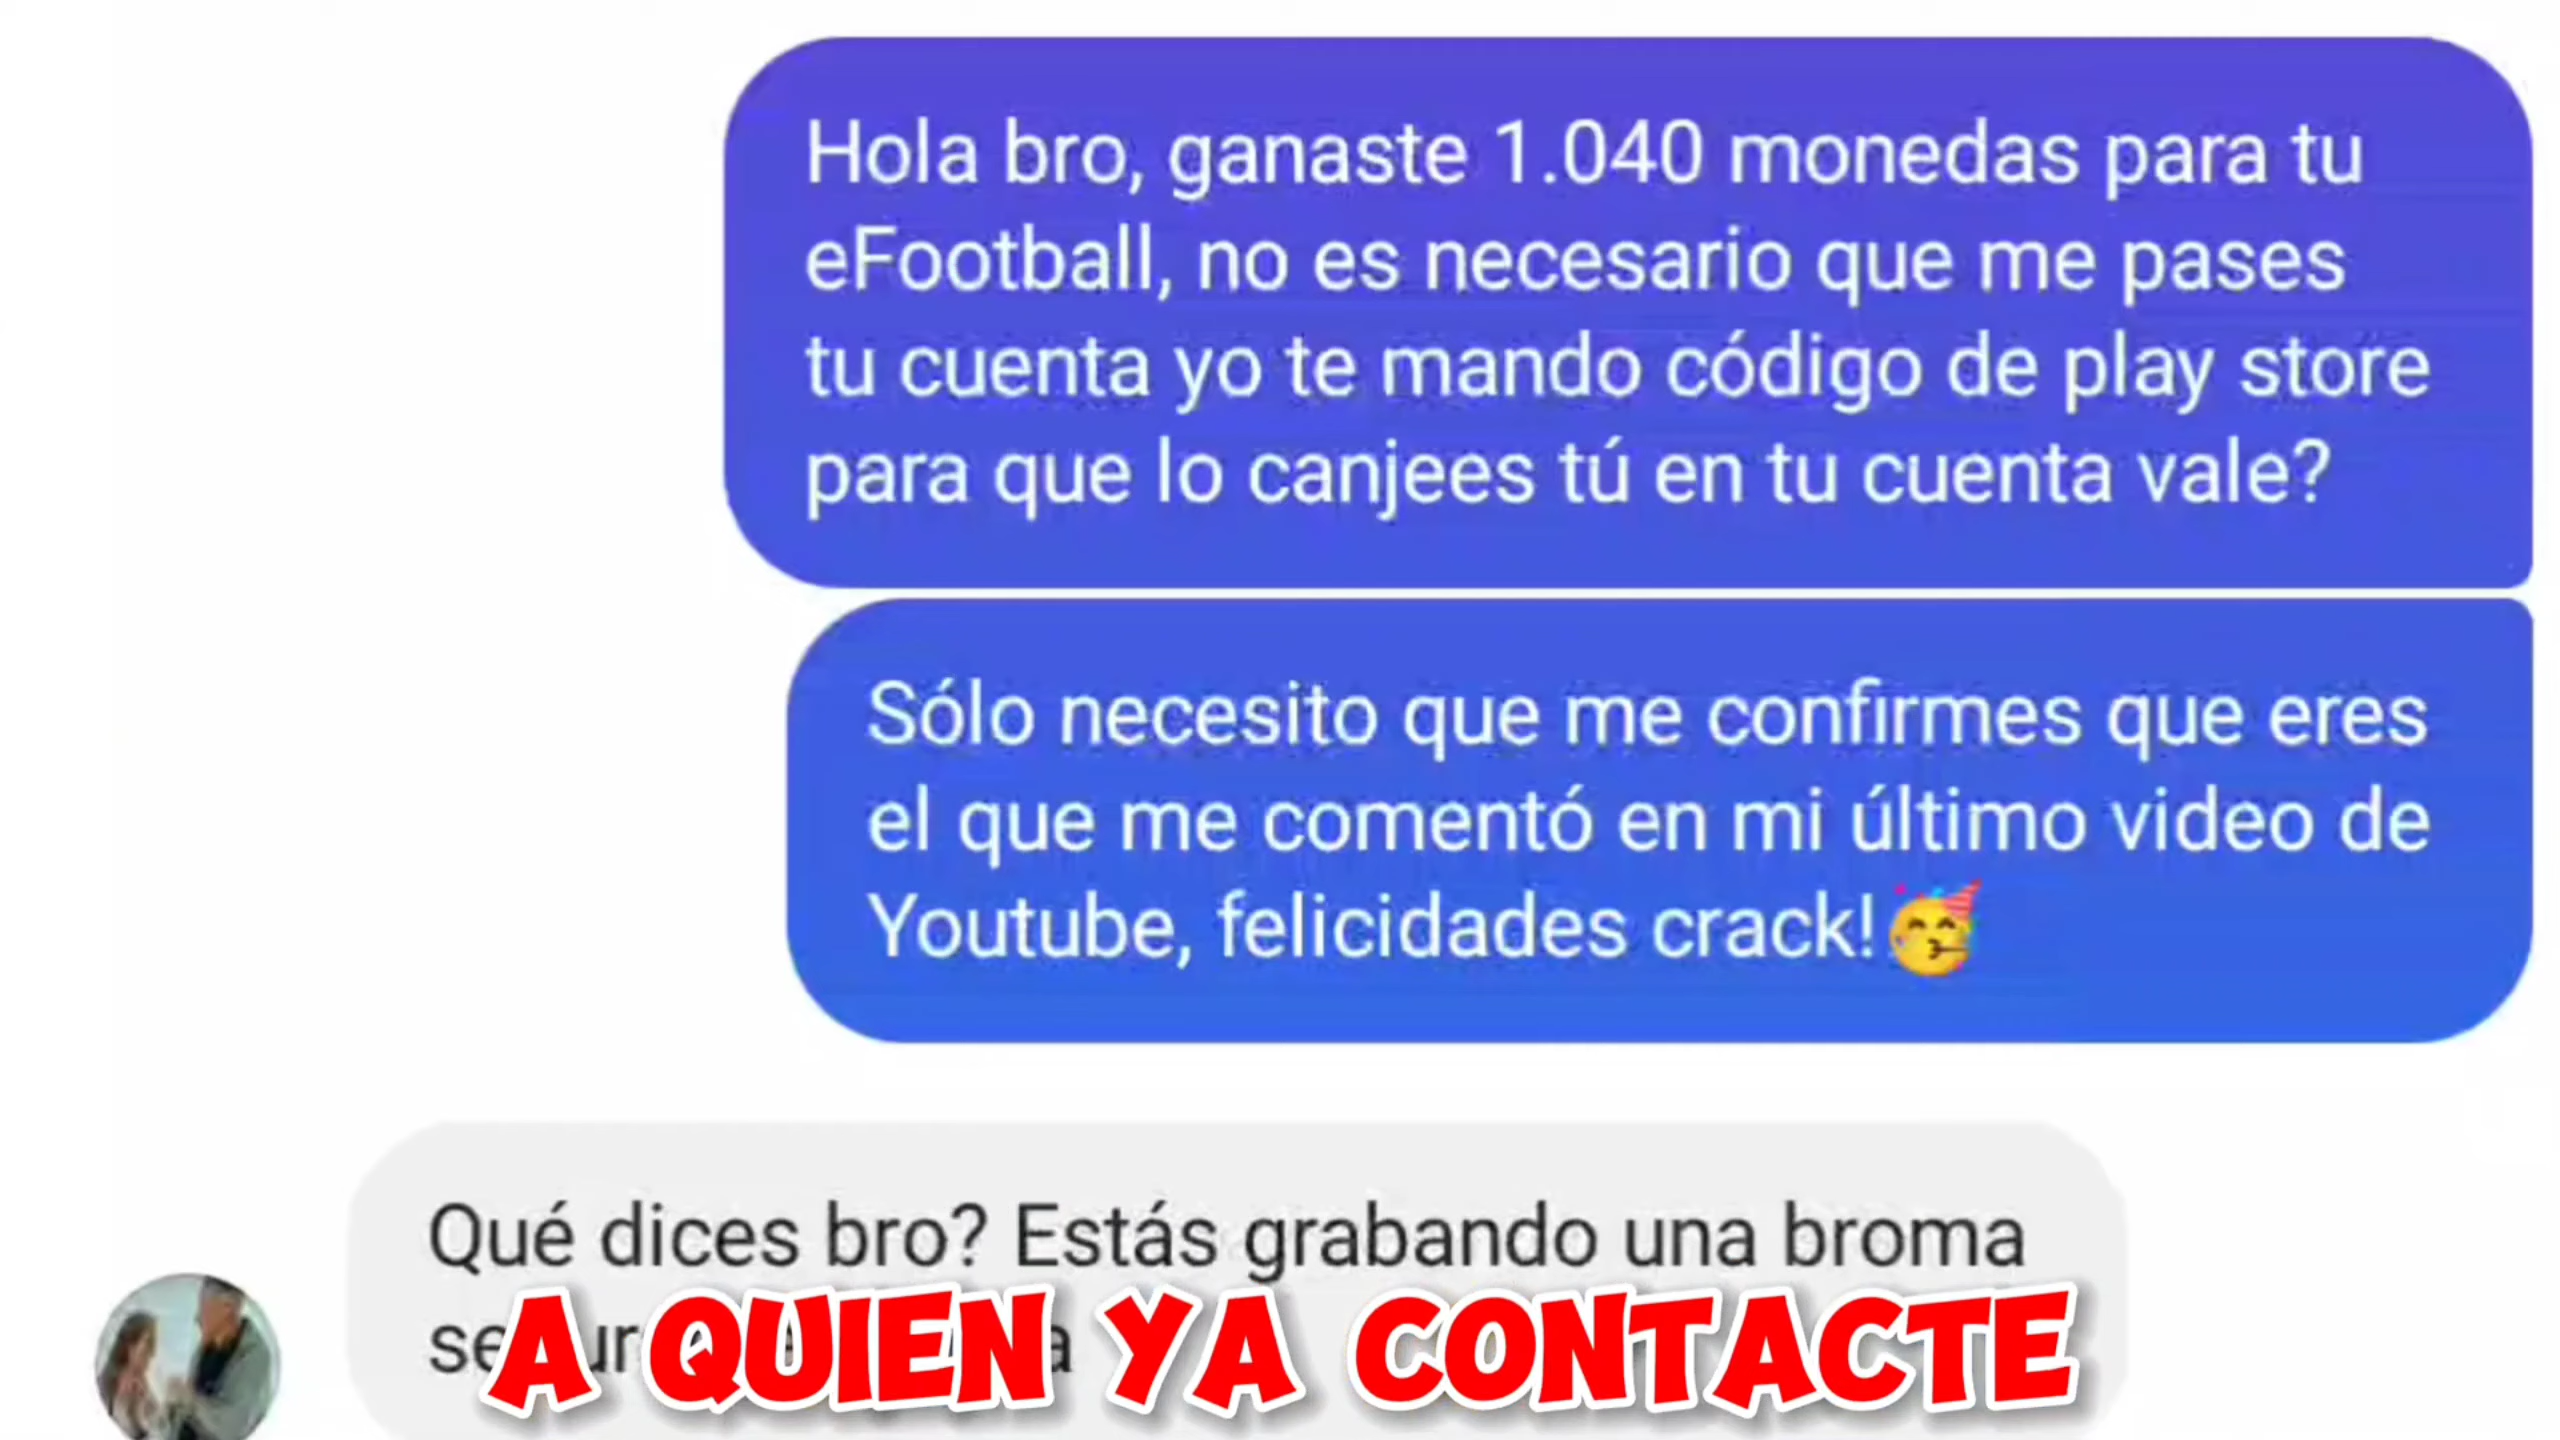 Hola bro, ganaste 1.040 monedas para tu
eFootball, no es necesario que me pases
tu cuenta yo te mando código de play store
para que lo canjees tú en tu cuenta vale?
Sólo necesito que me confirmes que eres
el que me comentó en mi último video de
Youtube, felicidades crack!🥳
Qué dices bro? Estás grabando una broma
A QUIEN YA CONTACTE